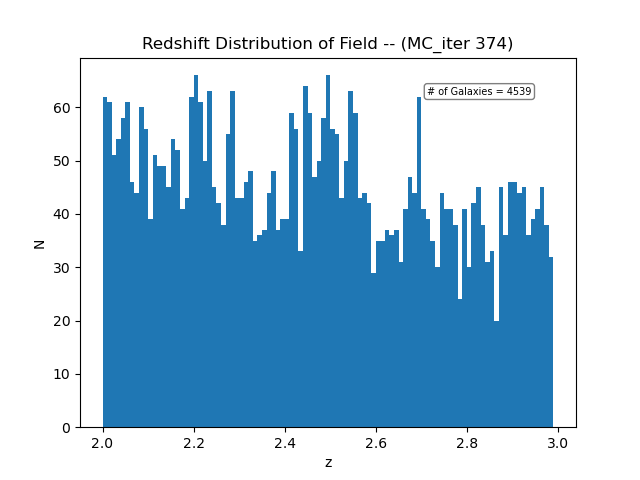 Redshift Distribution of Field -- (MC_iter 374)
# of Galaxies = 4539
60
50
40
30
20
10
0
N
2.0 2.2 2.4 2.6 2.8 3.0
z